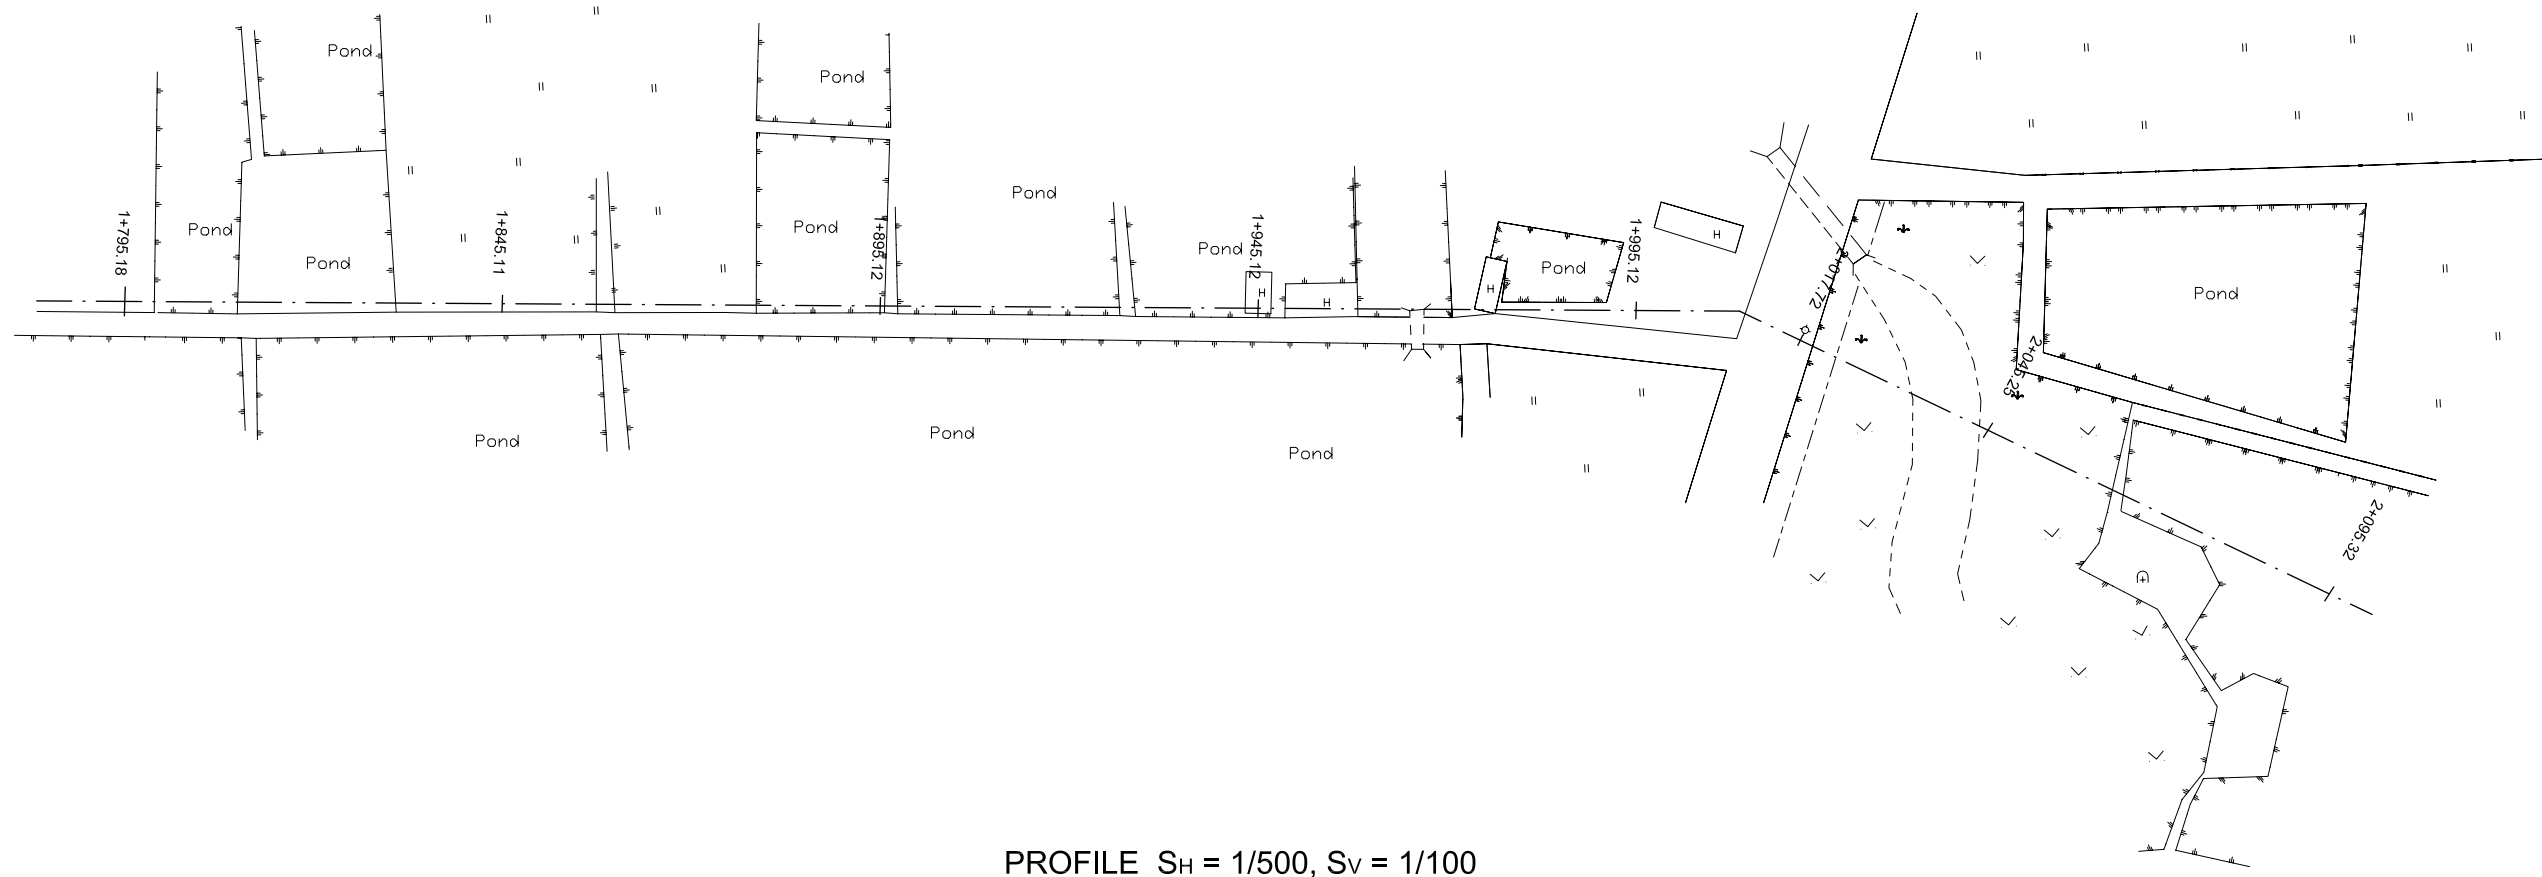 Pond
Pond
Pond
Pond
Pond
Pond
Pond
Pond
Pond
Pond
1+795.18
1+845.11
1+895.12
1+945.12
1+995.12
2+017.72
2+045.25
2+095.32
H
H
H
H
Pond
Pond
Pond
PROFILE SH = 1/500, SV = 1/100